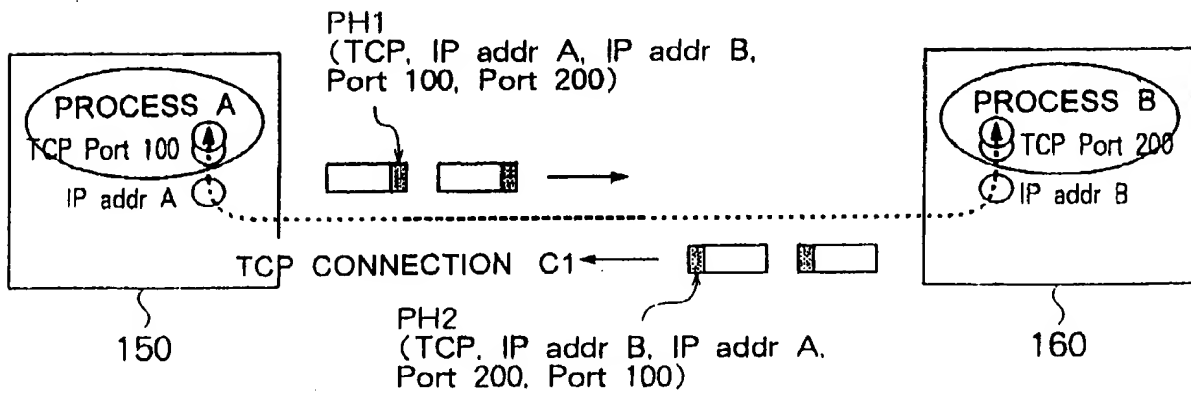 PH1
(TCP, IP addr A, IP addr B,
Port 100, Port 200)
PROCESS A
TCP Port 100
IP addr A
PROCESS B
TCP Port 200
IP addr B
TCP CONNECTION C1
PH2
(TCP, IP addr B, IP addr A,
Port 200, Port 100)
150
160